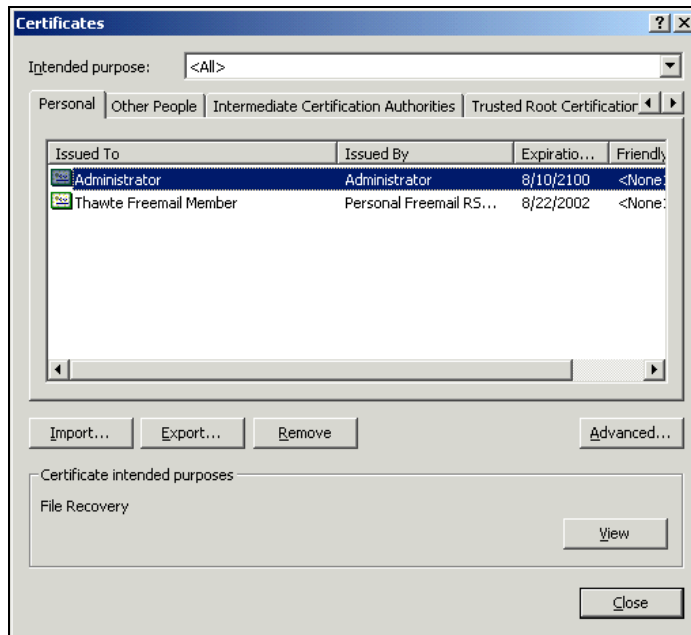 Certificates
Intended purpose: <All>
Personal Other People Intermediate Certification Authorities Trusted Root Certification
Issued To Issued By Expiratio... Friendly
Administrator Administrator 8/10/2100 <None
Thawte Freemail Member Personal Freemail RS... 8/22/2002 <None
Import... Export... Remove Advanced...
Certificate intended purposes
File Recovery
View
Close